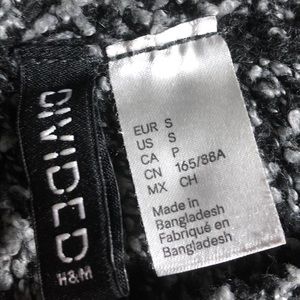 DIVIDED
H&M
EUR S
US S
CA P
CN 165/88A
MX CH
Made in
Bangladesh
Fabriqué en
Bangladesh